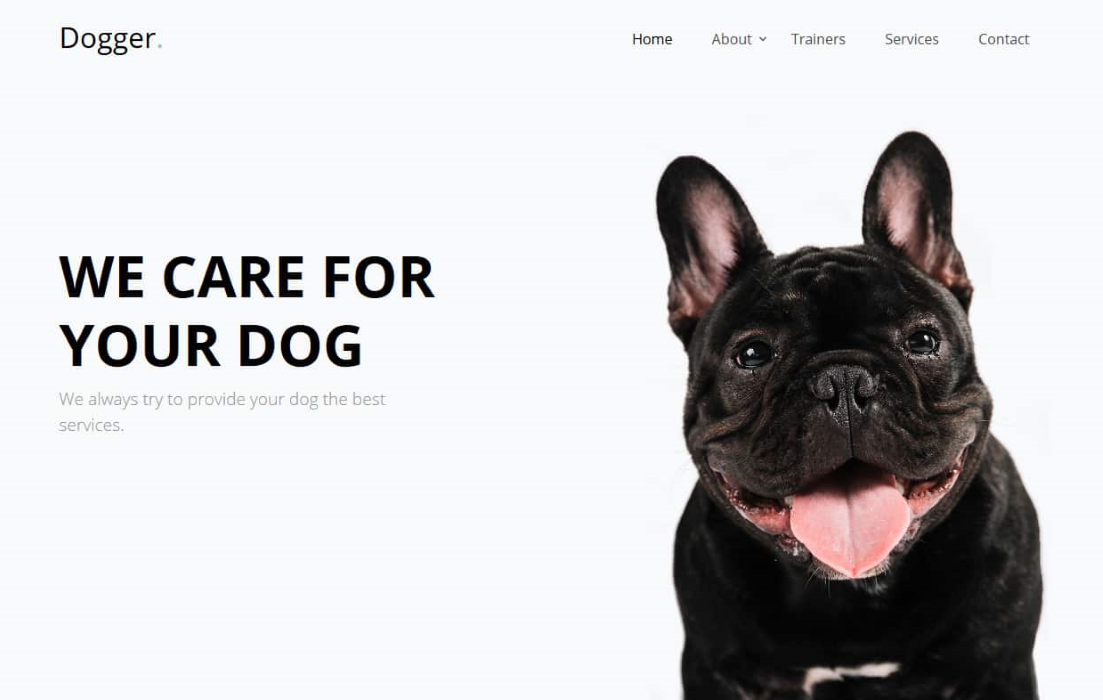 Dogger.
Home About Trainers Services Contact
WE CARE FOR
YOUR DOG
We always try to provide your dog the best
services.